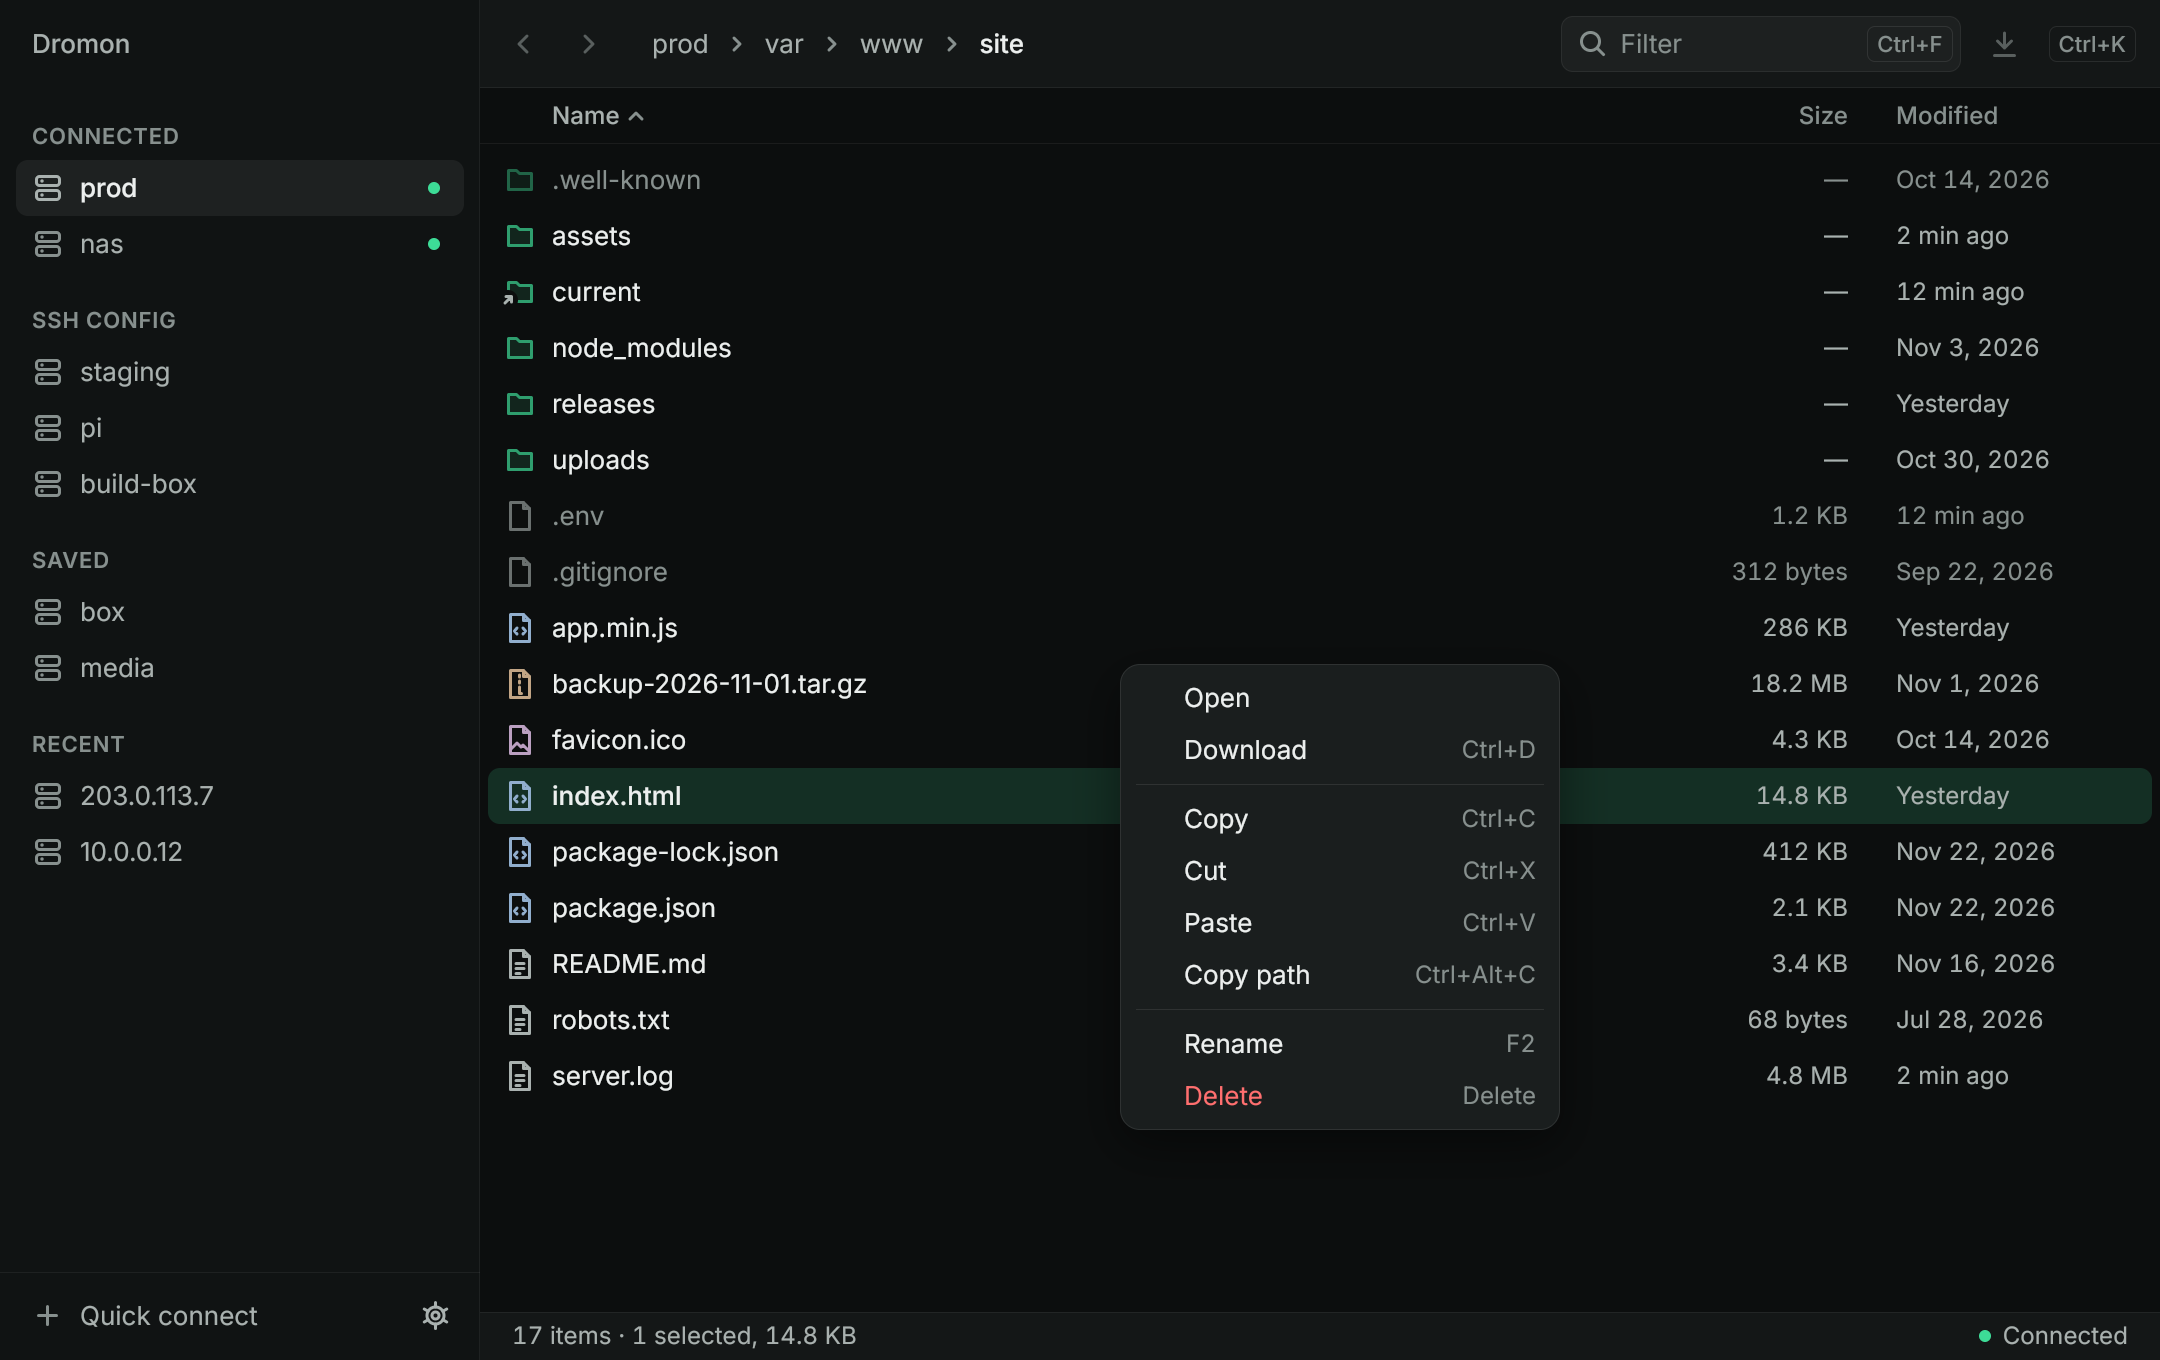 Dromon
CONNECTED
prod
nas
SSH CONFIG
staging
pi
build-box
SAVED
box
media
RECENT
203.0.113.7
10.0.0.12
Quick connect
prod var www site
Filter Ctrl+F Ctrl+K
Name Size Modified
.well-known — Oct 14, 2026
assets — 2 min ago
current — 12 min ago
node_modules — Nov 3, 2026
releases — Yesterday
uploads — Oct 30, 2026
.env 1.2 KB 12 min ago
.gitignore 312 bytes Sep 22, 2026
app.min.js 286 KB Yesterday
backup-2026-11-01.tar.gz 18.2 MB Nov 1, 2026
favicon.ico 4.3 KB Oct 14, 2026
index.html 14.8 KB Yesterday
package-lock.json 412 KB Nov 22, 2026
package.json 2.1 KB Nov 22, 2026
README.md 3.4 KB Nov 16, 2026
robots.txt 68 bytes Jul 28, 2026
server.log 4.8 MB 2 min ago
Open
Download Ctrl+D
Copy Ctrl+C
Cut Ctrl+X
Paste Ctrl+V
Copy path Ctrl+Alt+C
Rename F2
Delete Delete
17 items · 1 selected, 14.8 KB
Connected